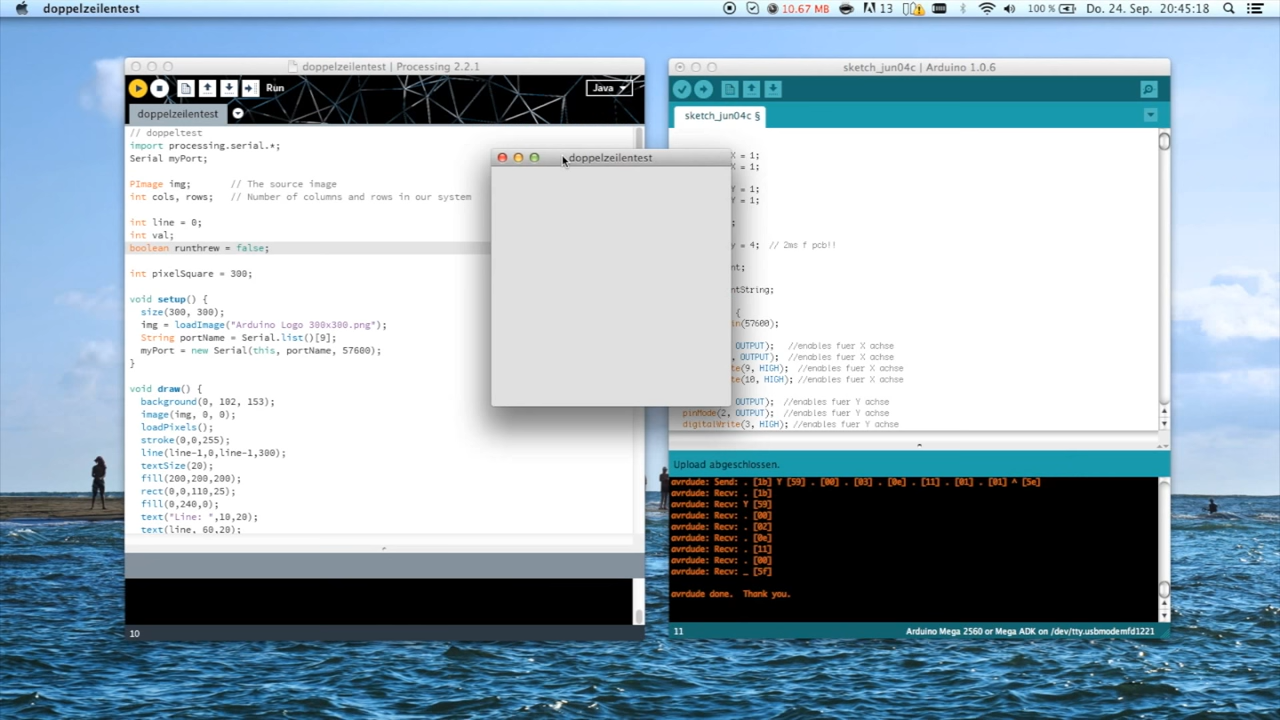 doppelzeilentest
10.67 MB
13
100 %
Do. 24. Sep. 20:45:18
doppelzeilentest | Processing 2.2.1
Run
Java
doppelzeilentest
// doppeltest
import processing.serial.*;
Serial myPort;
PImage img; // The source image
int cols, rows; // Number of columns and rows in our system
int line = 0;
int val;
boolean runthrew = false;
int pixelSquare = 300;
void setup() {
size(300, 300);
img = loadImage("Arduino Logo 300x300.png");
String portName = Serial.list()[9];
myPort = new Serial(this, portName, 57600);
}
void draw() {
background(0, 102, 153);
image(img, 0, 0);
loadPixels();
stroke(0,0,255);
line(line-1,0,line-1,300);
textSize(20);
fill(200,200,200);
rect(0,0,110,25);
fill(0,240,0);
text("Line: ",10,20);
text(line, 60,20);
10
doppelzeilentest
sketch_jun04c | Arduino 1.0.6
sketch_jun04c §
X = 1;
X = 1;
Y = 1;
Y = 1;
;
y = 4; // 2ms f pcb!!
nt;
ntString;
{
in(57600);
OUTPUT); //enables fuer X achse
, OUTPUT); //enables fuer X achse
te(9, HIGH); //enables fuer X achse
te(10, HIGH); //enables fuer X achse
OUTPUT); //enables fuer Y achse
pinMode(2, OUTPUT); //enables fuer Y achse
digitalWrite(3, HIGH); //enables fuer Y achse
Upload abgeschlossen.
avrdude: Send: . [1b] Y [59] . [00] . [03] . [0e] . [11] . [01] . [01] ^ [5e]
avrdude: Recv: . [1b]
avrdude: Recv: Y [59]
avrdude: Recv: . [00]
avrdude: Recv: . [02]
avrdude: Recv: . [0e]
avrdude: Recv: . [11]
avrdude: Recv: . [00]
avrdude: Recv: _ [5f]
avrdude done. Thank you.
11
Arduino Mega 2560 or Mega ADK on /dev/tty.usbmodemfd1221